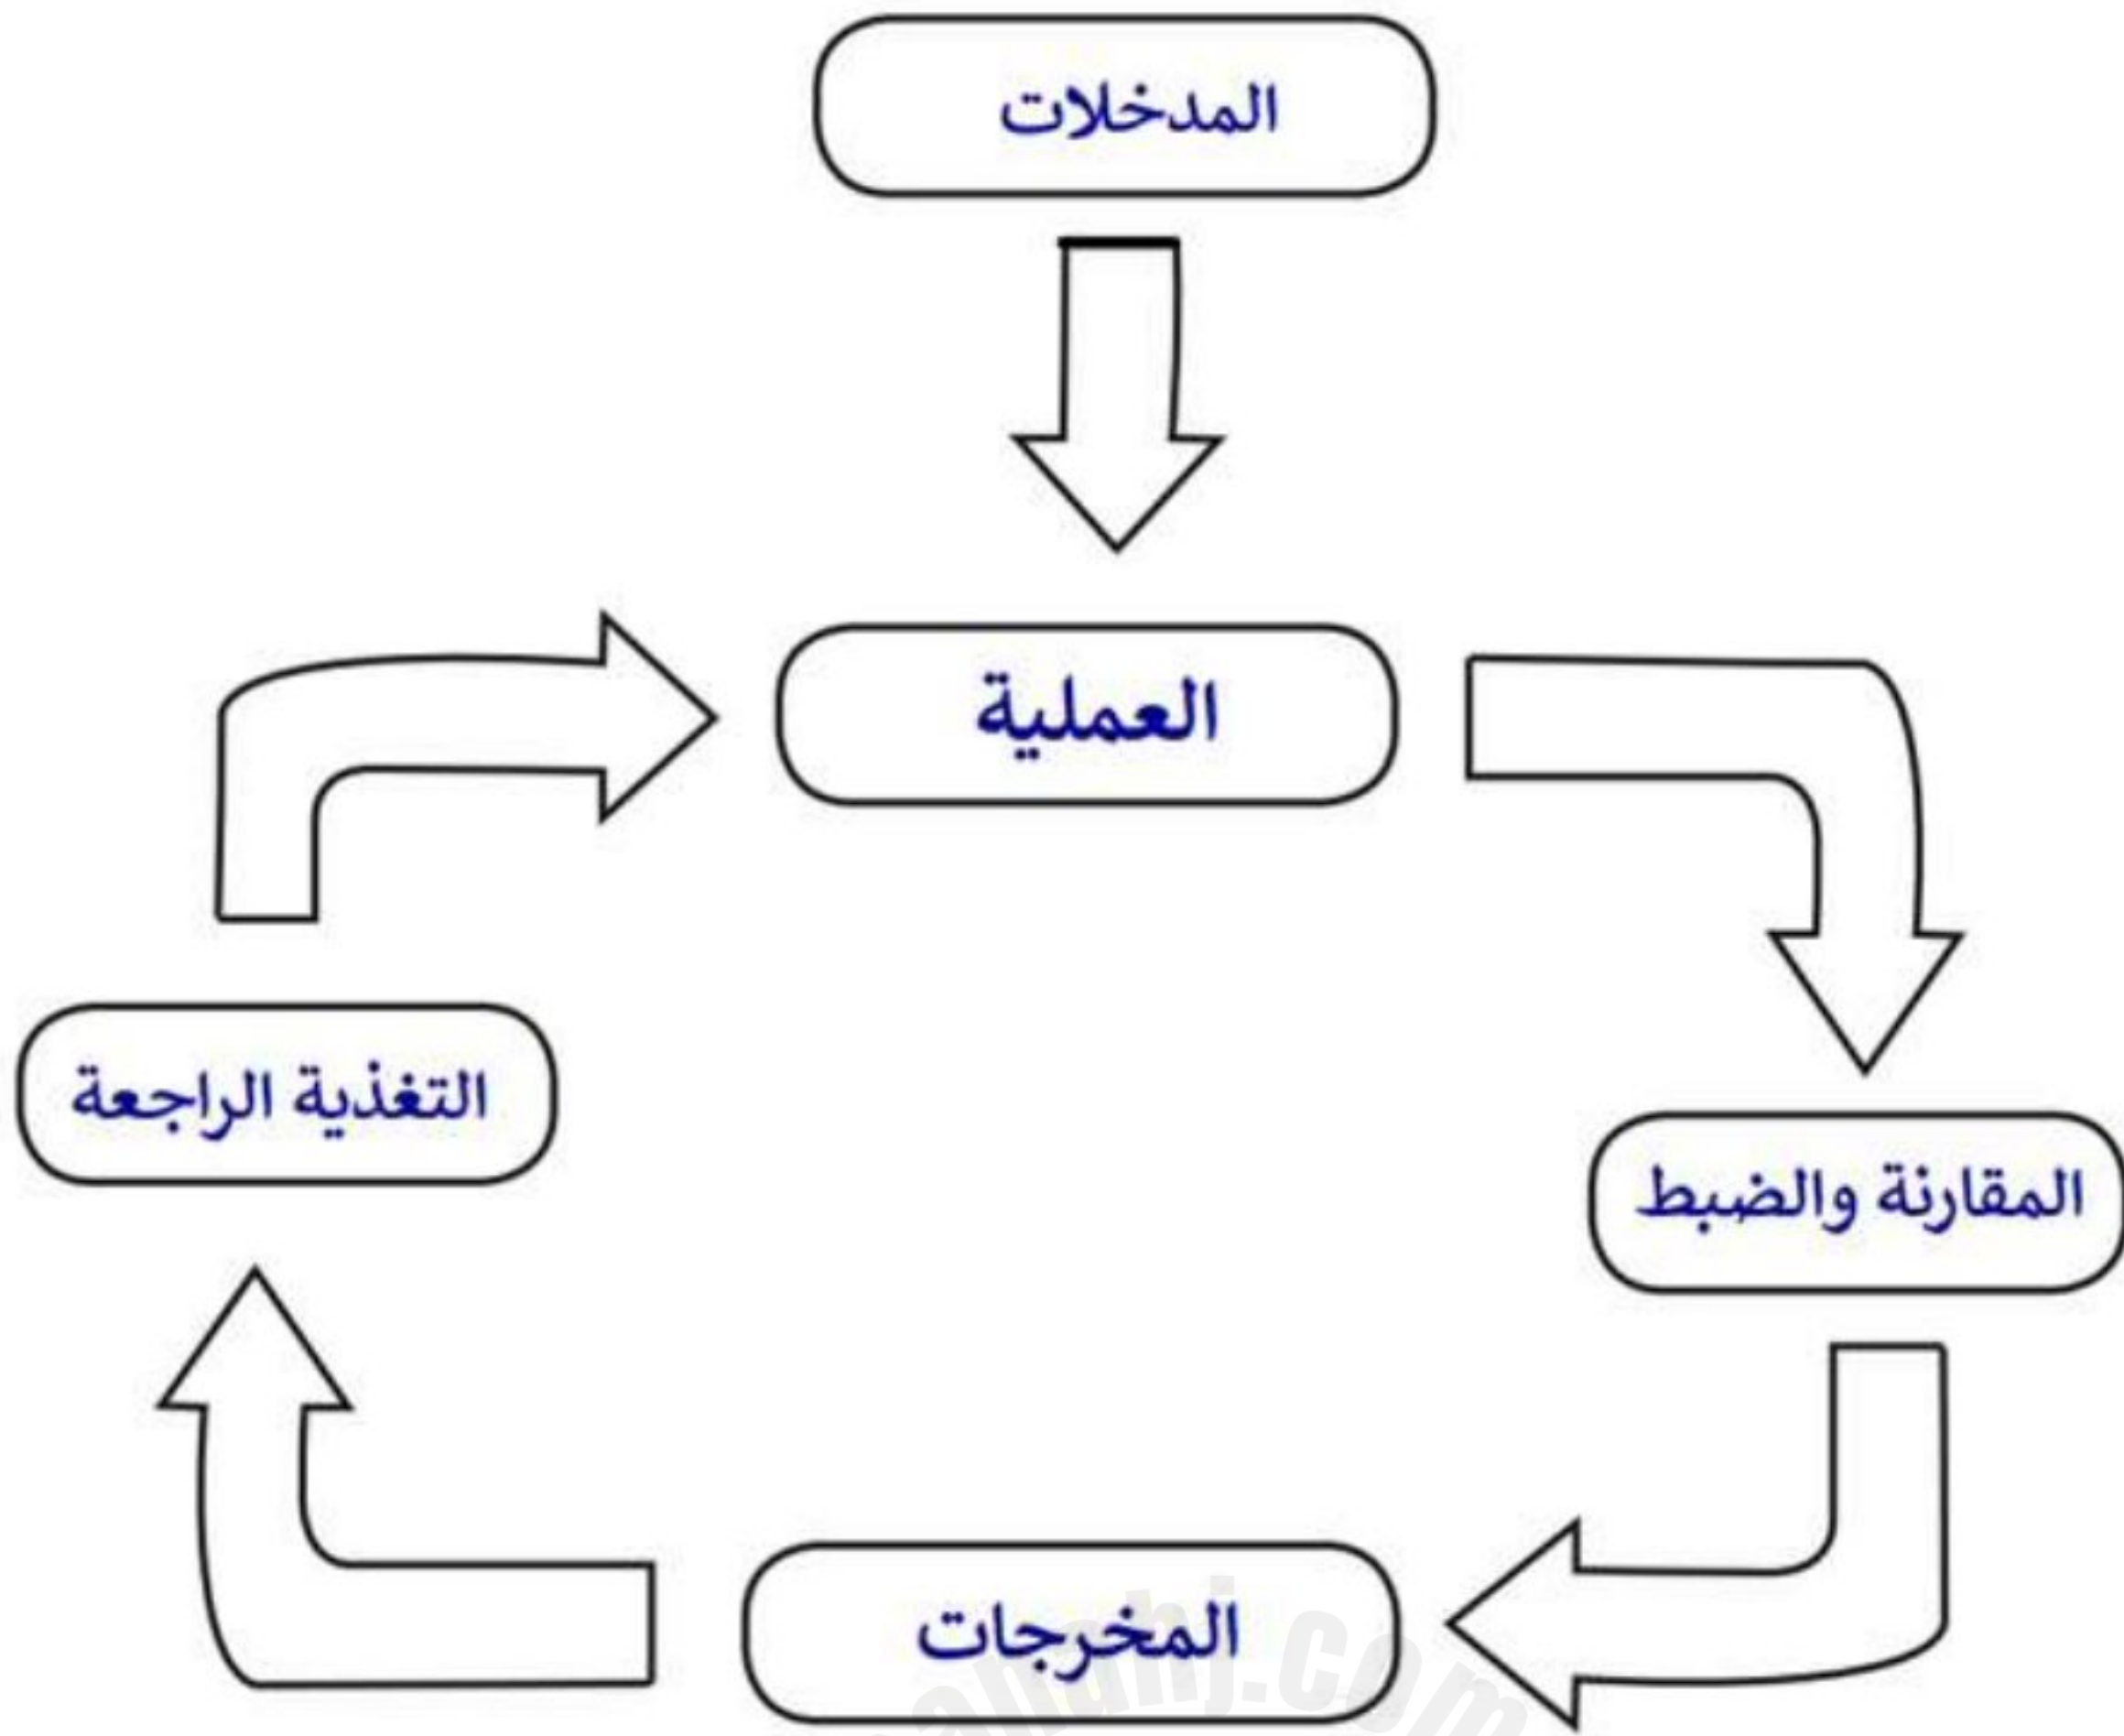 المدخلات
العملية
التغذية الراجعة
المقارنة والضبط
المخرجات